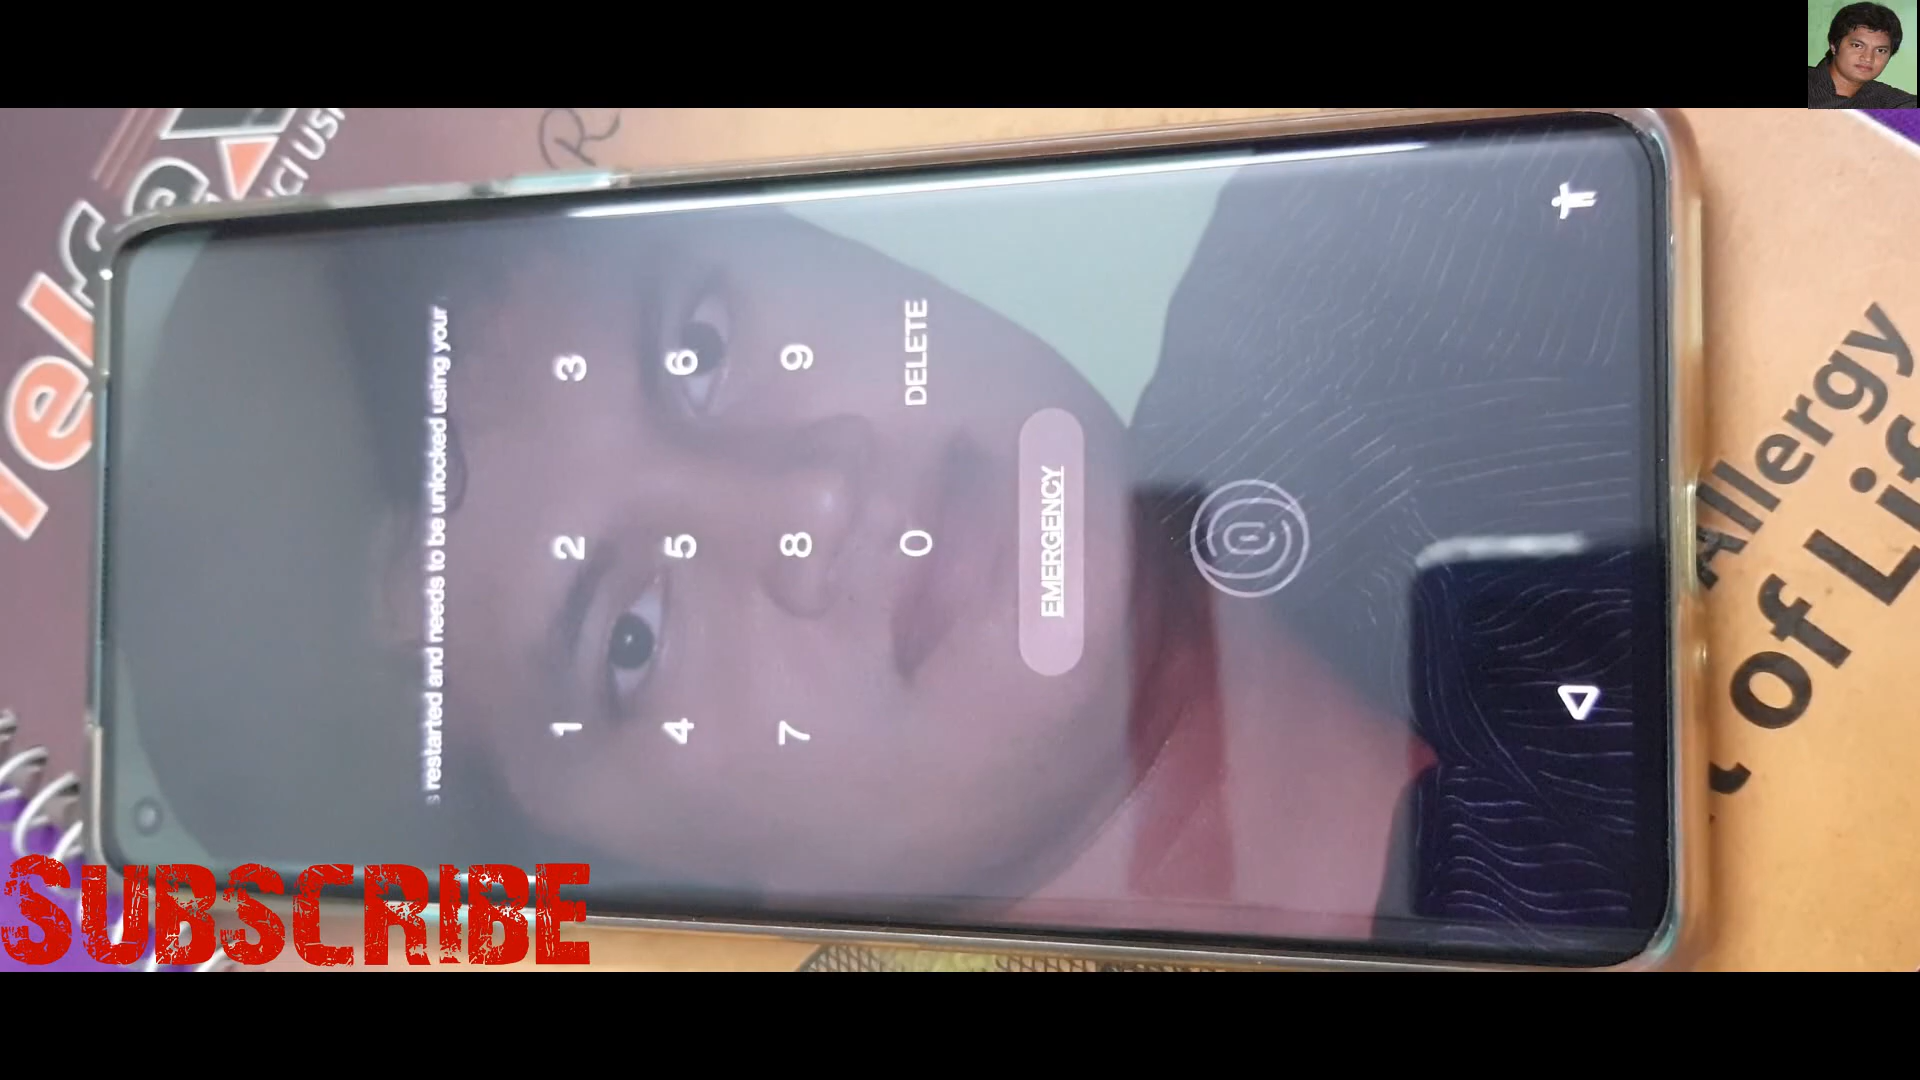 s restarted and needs to be unlocked using your
1 2 3
4 5 6
7 8 9
0 DELETE
EMERGENCY
Allergy
of Lif
R
SUBSCRIBE